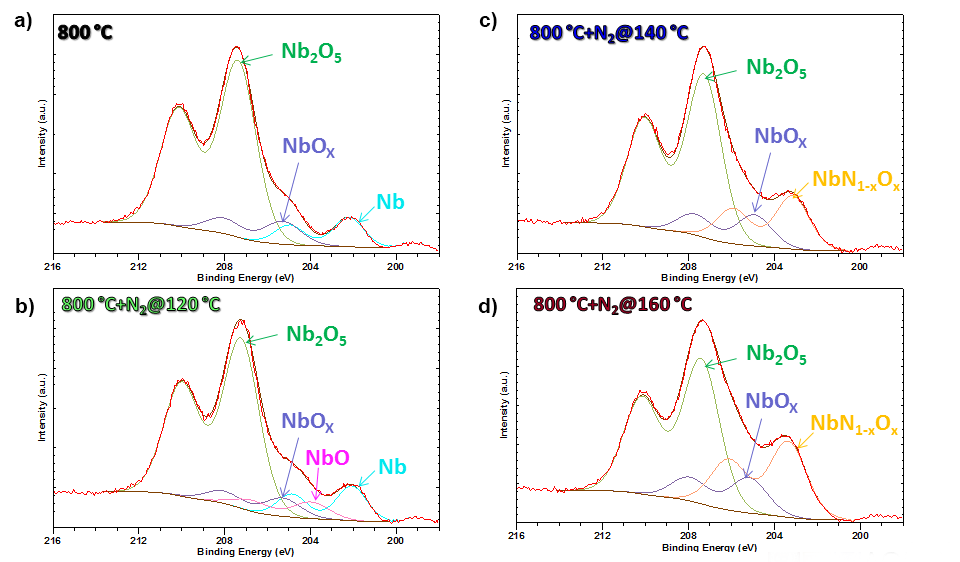 a)
800 °C
Nb₂O₅
NbOₓ
Nb
Intensity (a.u.)
216 212 208 204 200
Binding Energy (eV)
c)
800 °C+N₂@140 °C
Nb₂O₅
NbOₓ
NbN₁₋ₓOₓ
Intensity (a.u.)
216 212 208 204 200
Binding Energy (eV)
b)
800 °C+N₂@120 °C
Nb₂O₅
NbOₓ
NbO
Nb
Intensity (a.u.)
216 212 208 204 200
Binding Energy (eV)
d)
800 °C+N₂@160 °C
Nb₂O₅
NbOₓ
NbN₁₋ₓOₓ
Intensity (a.u.)
216 212 208 204 200
Binding Energy (eV)